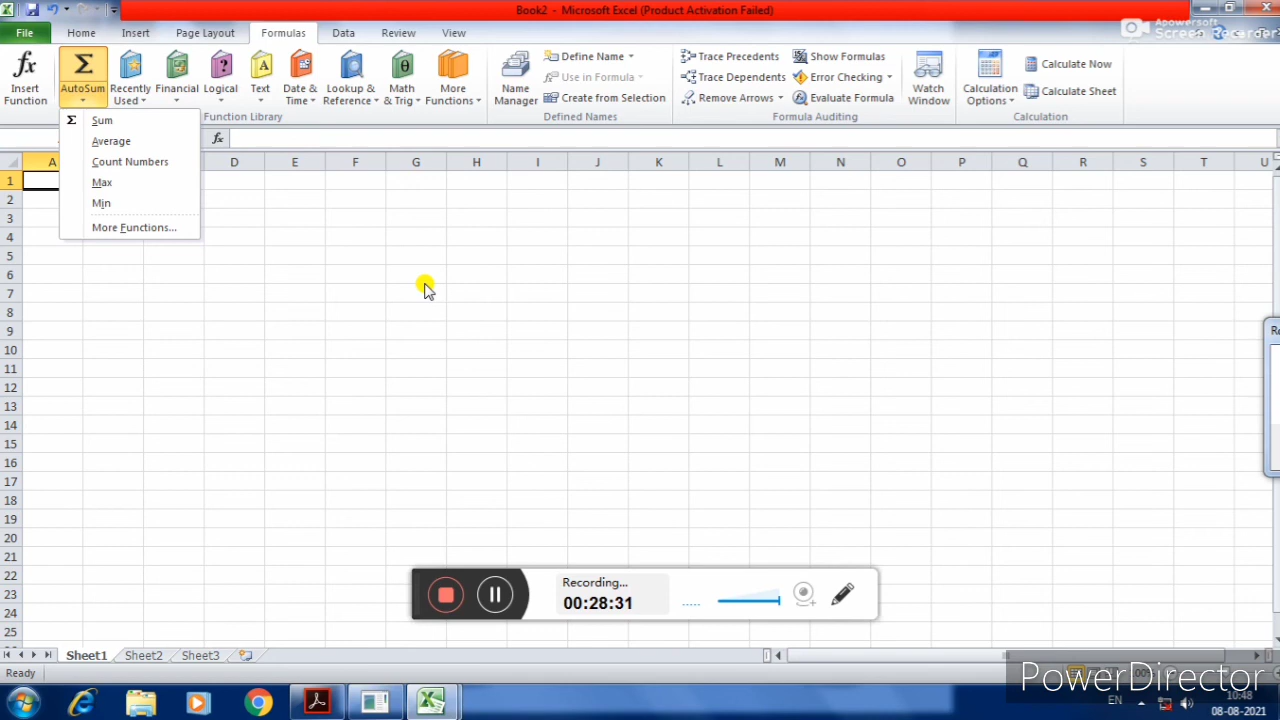 Book2 - Microsoft Excel (Product Activation Failed)
File Home Insert Page Layout Formulas Data Review View
Apowersoft
Screen Recorder
Insert Function
AutoSum
Recently Used
Financial
Logical
Text
Date & Time
Lookup & Reference
Math & Trig
More Functions
Function Library
Name Manager
Define Name
Use in Formula
Create from Selection
Defined Names
Trace Precedents
Trace Dependents
Remove Arrows
Show Formulas
Error Checking
Evaluate Formula
Formula Auditing
Watch Window
Calculation Options
Calculate Now
Calculate Sheet
Calculation
Σ Sum
Average
Count Numbers
Max
Min
More Functions...
fx
A D E F G H I J K L M N O P Q R S T U
1
2
3
4
5
6
7
8
9
10
11
12
13
14
15
16
17
18
19
20
21
22
23
24
25
Recording...
00:28:31
Sheet1 Sheet2 Sheet3
Ready
PowerDirector
EN
10:48
08-08-2021